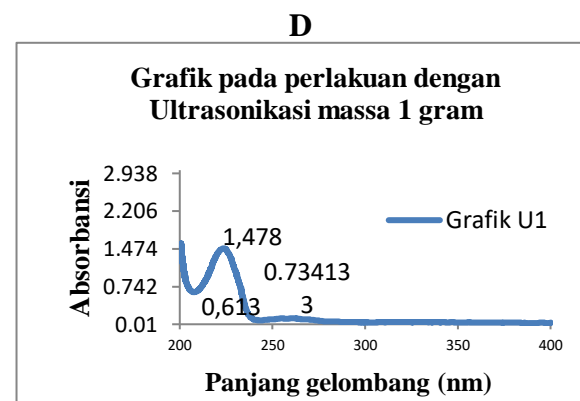 D
Grafik pada perlakuan dengan
Ultrasonikasi massa 1 gram
Absorbansi
2.938
2.206
1.474
0.742
0.01
1,478
0.73413
3
0,613
Grafik U1
200
250
300
350
400
Panjang gelombang (nm)